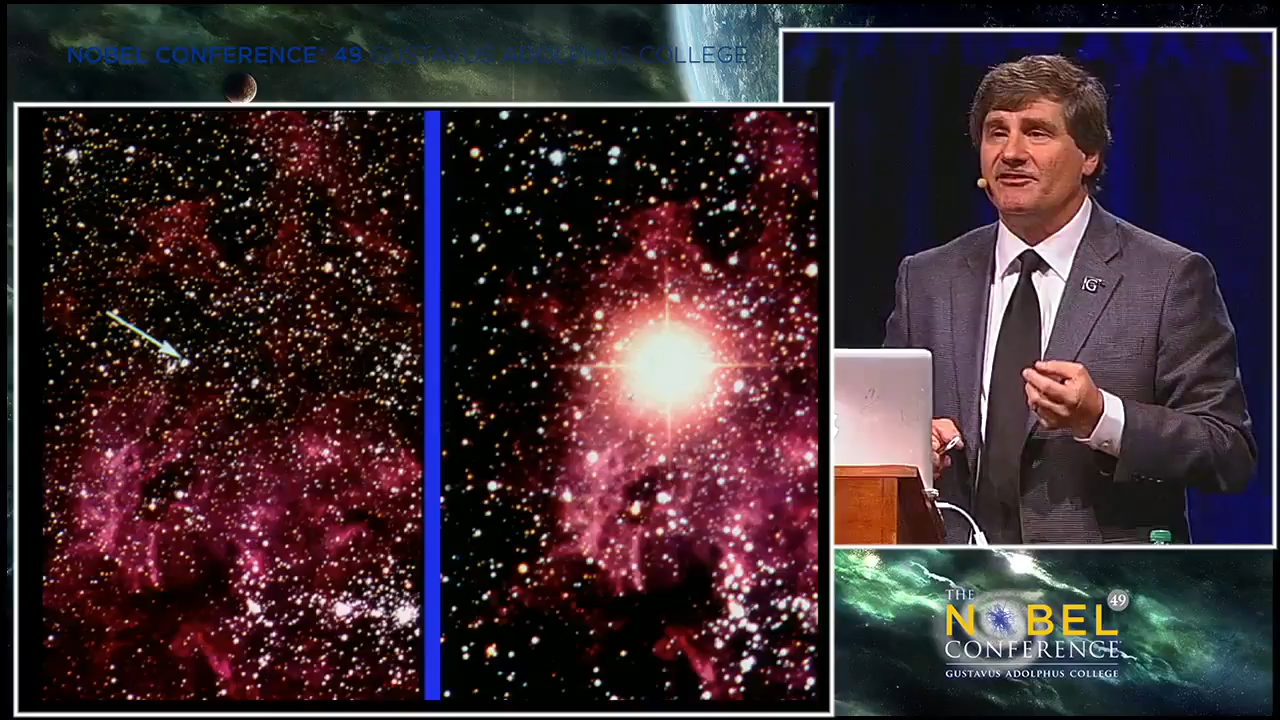 NOBEL CONFERENCE® 49 GUSTAVUS ADOLPHUS COLLEGE
G
THE
49
NOBEL
CONFERENCE
GUSTAVUS ADOLPHUS COLLEGE